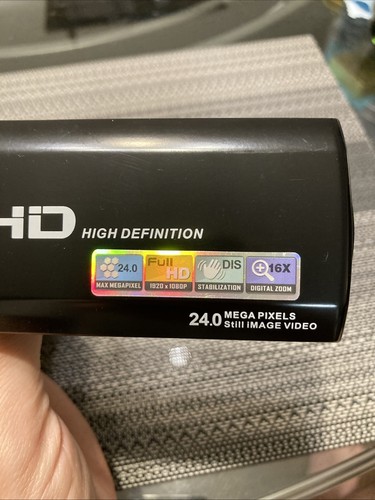 HD HIGH DEFINITION
24.0 Full HD DIS 16X
MAX MEGAPIXEL 1920 x 1080P STABILIZATION DIGITAL ZOOM
24.0 MEGA PIXELS
Still iMAGE VIDEO